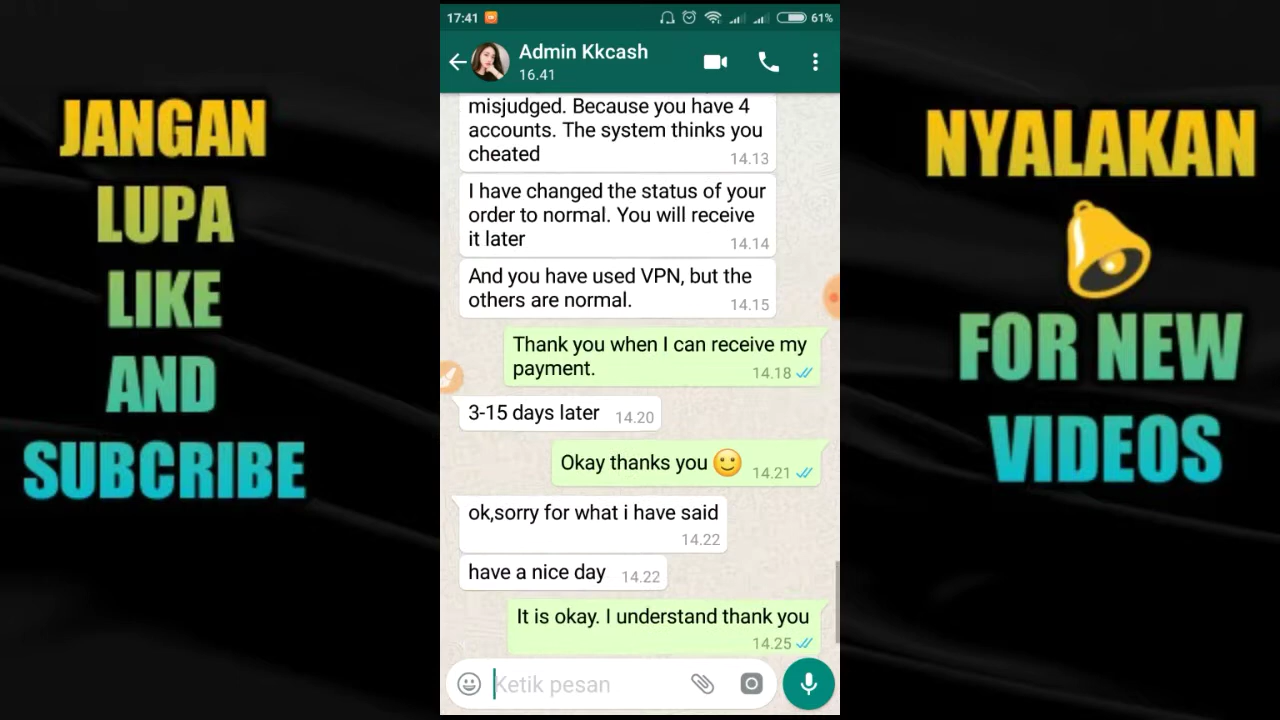 JANGAN
LUPA
LIKE
AND
SUBCRIBE
17:41
61%
Admin Kkcash
16.41
misjudged. Because you have 4
accounts. The system thinks you
cheated
14.13
I have changed the status of your
order to normal. You will receive
it later
14.14
And you have used VPN, but the
others are normal.
14.15
Thank you when I can receive my
payment.
14.18
3-15 days later
14.20
Okay thanks you
14.21
ok,sorry for what i have said
14.22
have a nice day
14.22
It is okay. I understand thank you
14.25
Ketik pesan
NYALAKAN
FOR NEW
VIDEOS